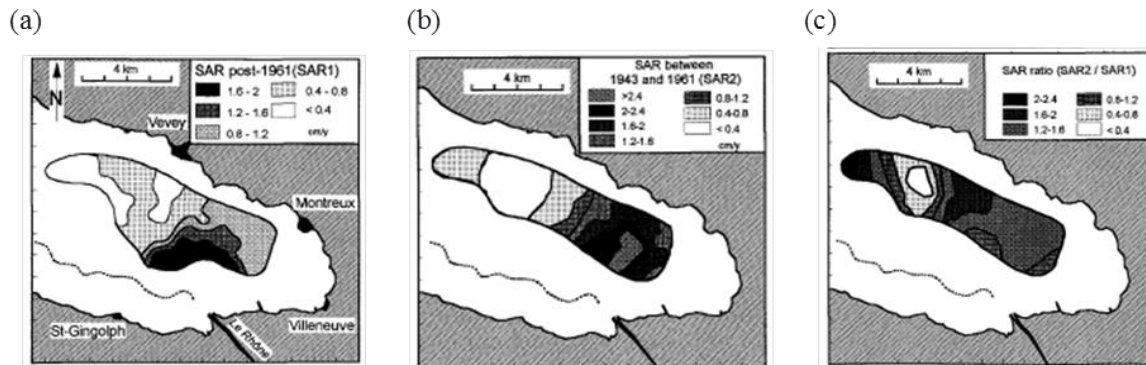 (a)
(b)
(c)
4 km
SAR post-1961(SAR1)
1.6 - 2
1.2 - 1.6
0.8 - 1.2
0.4 - 0.8
< 0.4
cm/y
N
Vevey
Montreux
Villeneuve
St-Gingolph
Le Rhône
4 km
SAR between
1943 and 1961 (SAR2)
>2.4
2-2.4
1.6-2
1.2-1.6
0.8-1.2
0.4-0.8
< 0.4
cm/y
4 km
SAR ratio (SAR2 / SAR1)
2-2.4
1.6-2
1.2-1.6
0.8-1.2
0.4-0.8
<0.4